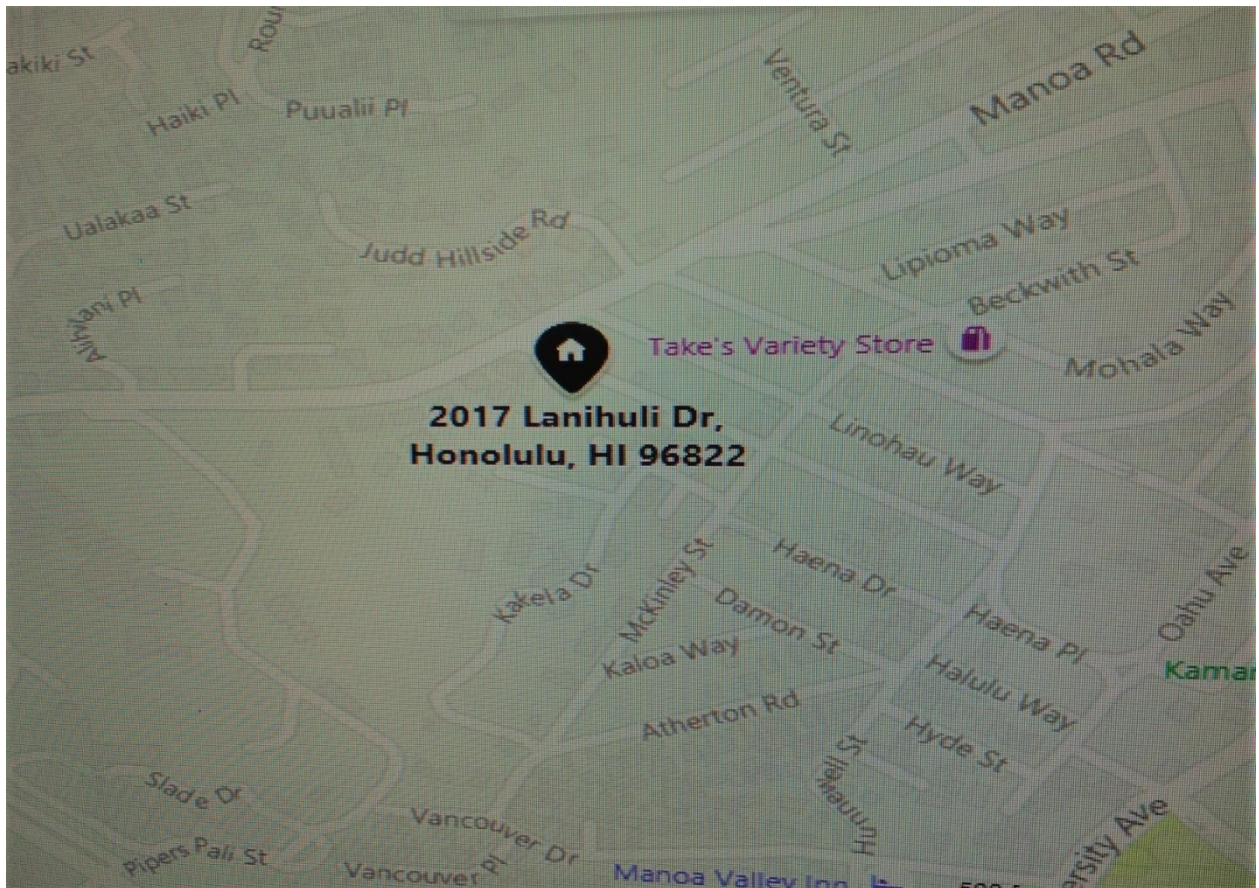 akiki St
Haiki Pl
Puualii Pl
Ventura St
Manoa Rd
Ualakaa St
Judd Hillside Rd
Lipioma Way
Beckwith St
Mohala Way
Take's Variety Store
2017 Lanihuli Dr,
Honolulu, HI 96822
Linohau Way
Kakela Dr
McKinley St
Haena Dr
Damon St
Haena Pl
Oahu Ave
Kaloa Way
Halulu Way
Kamar
Atherton Rd
Hyde St
Hunnewell St
Slade Dr
Vancouver Dr
Pipers Pali St
Vancouver Pl
Manoa Valley Inn
ersity Ave